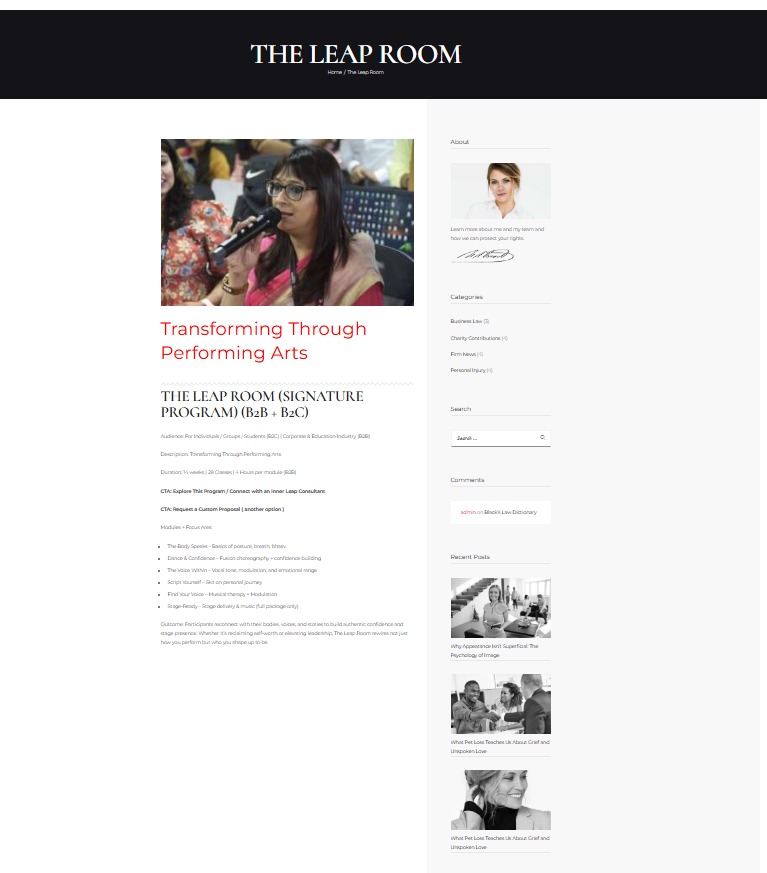 THE LEAP ROOM
Home / The Leap Room
Transforming Through
Performing Arts
THE LEAP ROOM (SIGNATURE
PROGRAM) (B2B + B2C)
Audience: For Individuals / Groups / Students (B2C) | Corporate & Education Industry (B2B)
Description: Transforming Through Performing Arts
Duration: 14 weeks | 28 Classes | 4 Hours per module (B2B)
CTA: Explore This Program / Connect with an Inner Leap Consultant
CTA: Request a Custom Proposal ( another option )
Modules + Focus Area:
The Body Speaks – Basics of posture, breath, bhaav
Dance & Confidence – Fusion choreography + confidence building
The Voice Within – Vocal tone, modulation, and emotional range
Script Yourself – Skit on personal journey
Find Your Voice – Musical therapy + Modulation
Stage-Ready – Stage delivery & music (full package only)
Outcome: Participants reconnect with their bodies, voices, and stories to build authentic confidence and
stage presence. Whether it's reclaiming self-worth or elevating leadership, The Leap Room rewires not just
how you perform but who you shape up to be.
About
Learn more about me and my team and
how we can protect your rights.
Categories
Business Law (3)
Charity Contributions (4)
Firm News (4)
Personal Injury (4)
Search
Search ...
Comments
admin on Black's Law Dictionary
Recent Posts
Why Appearance Isn't Superficial: The
Psychology of Image
What Pet Loss Teaches Us About Grief and
Unspoken Love
What Pet Loss Teaches Us About Grief and
Unspoken Love